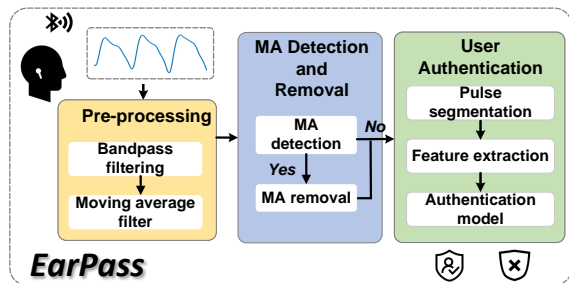 Pre-processing
Bandpass
filtering
Moving average
filter
MA Detection
and
Removal
MA
detection
No
Yes
MA removal
User
Authentication
Pulse
segmentation
Feature extraction
Authentication
model
EarPass